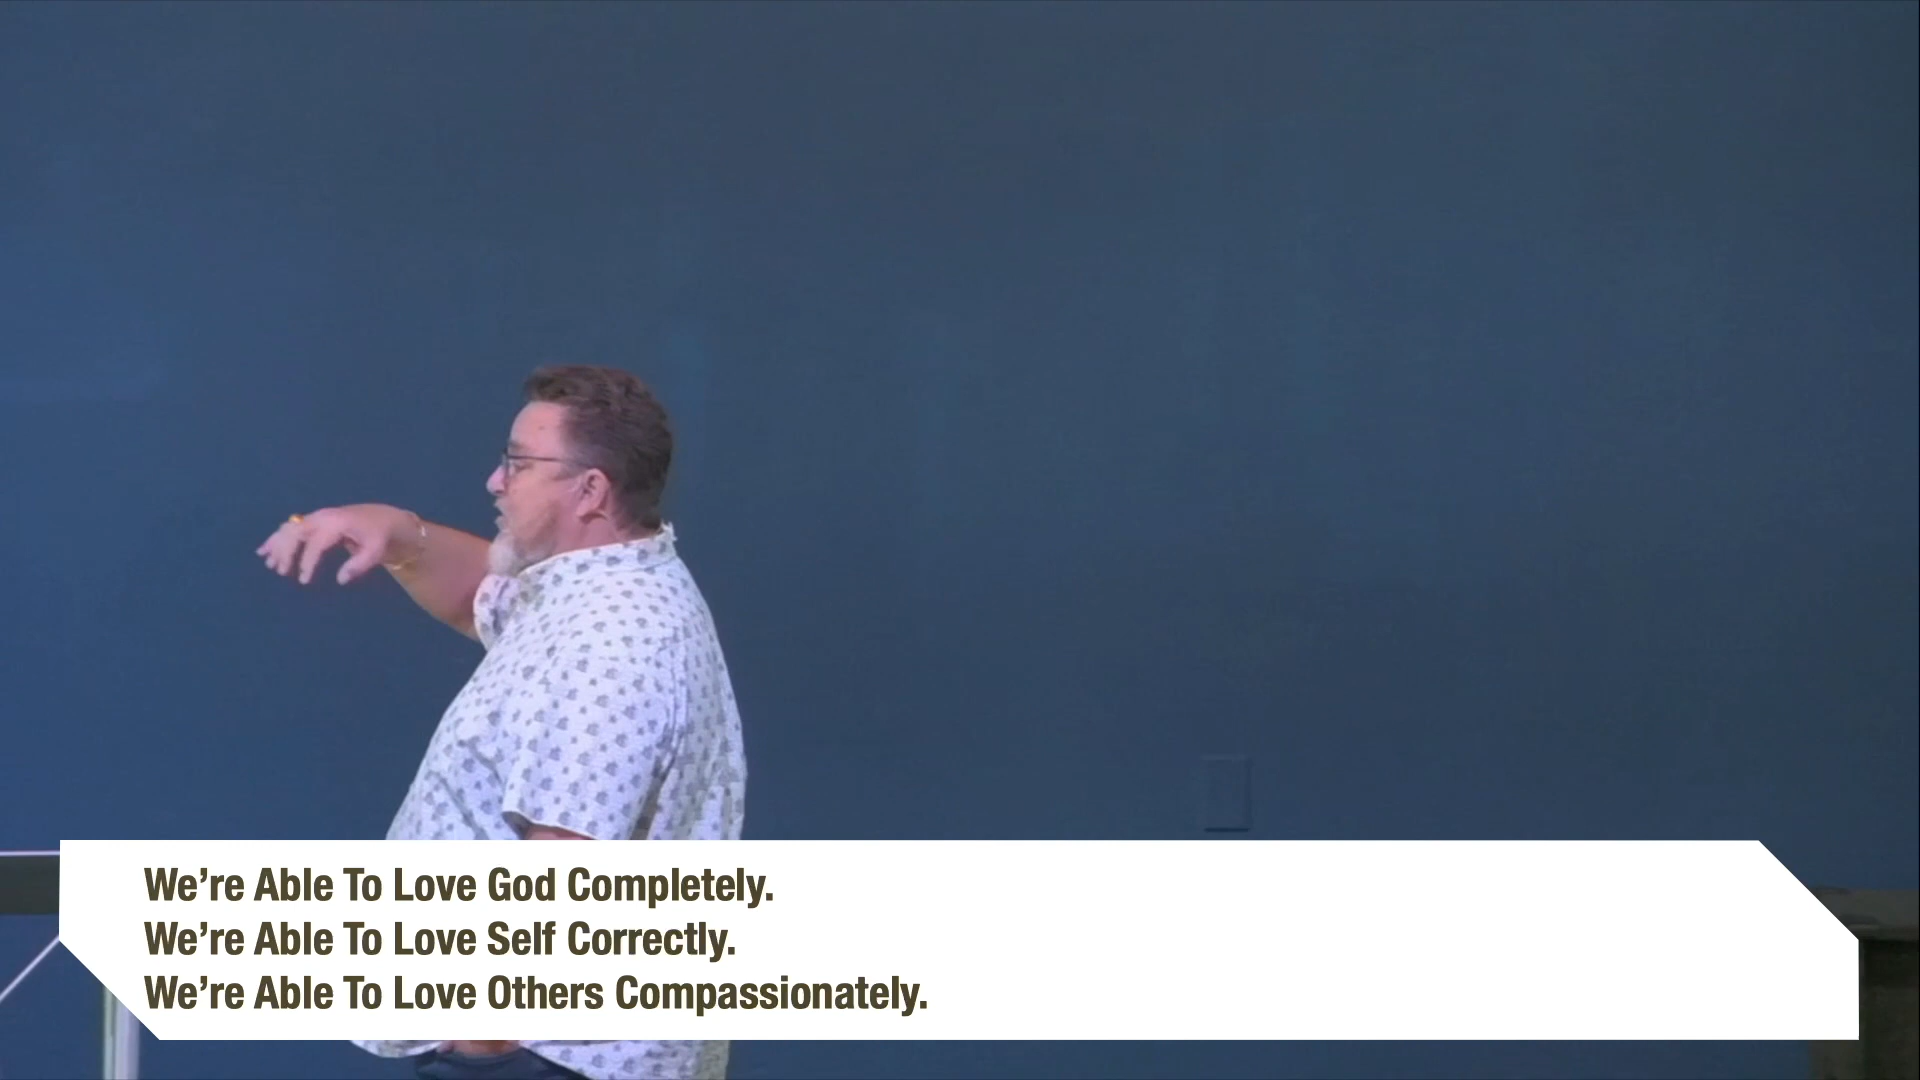 We’re Able To Love God Completely.
We’re Able To Love Self Correctly.
We’re Able To Love Others Compassionately.